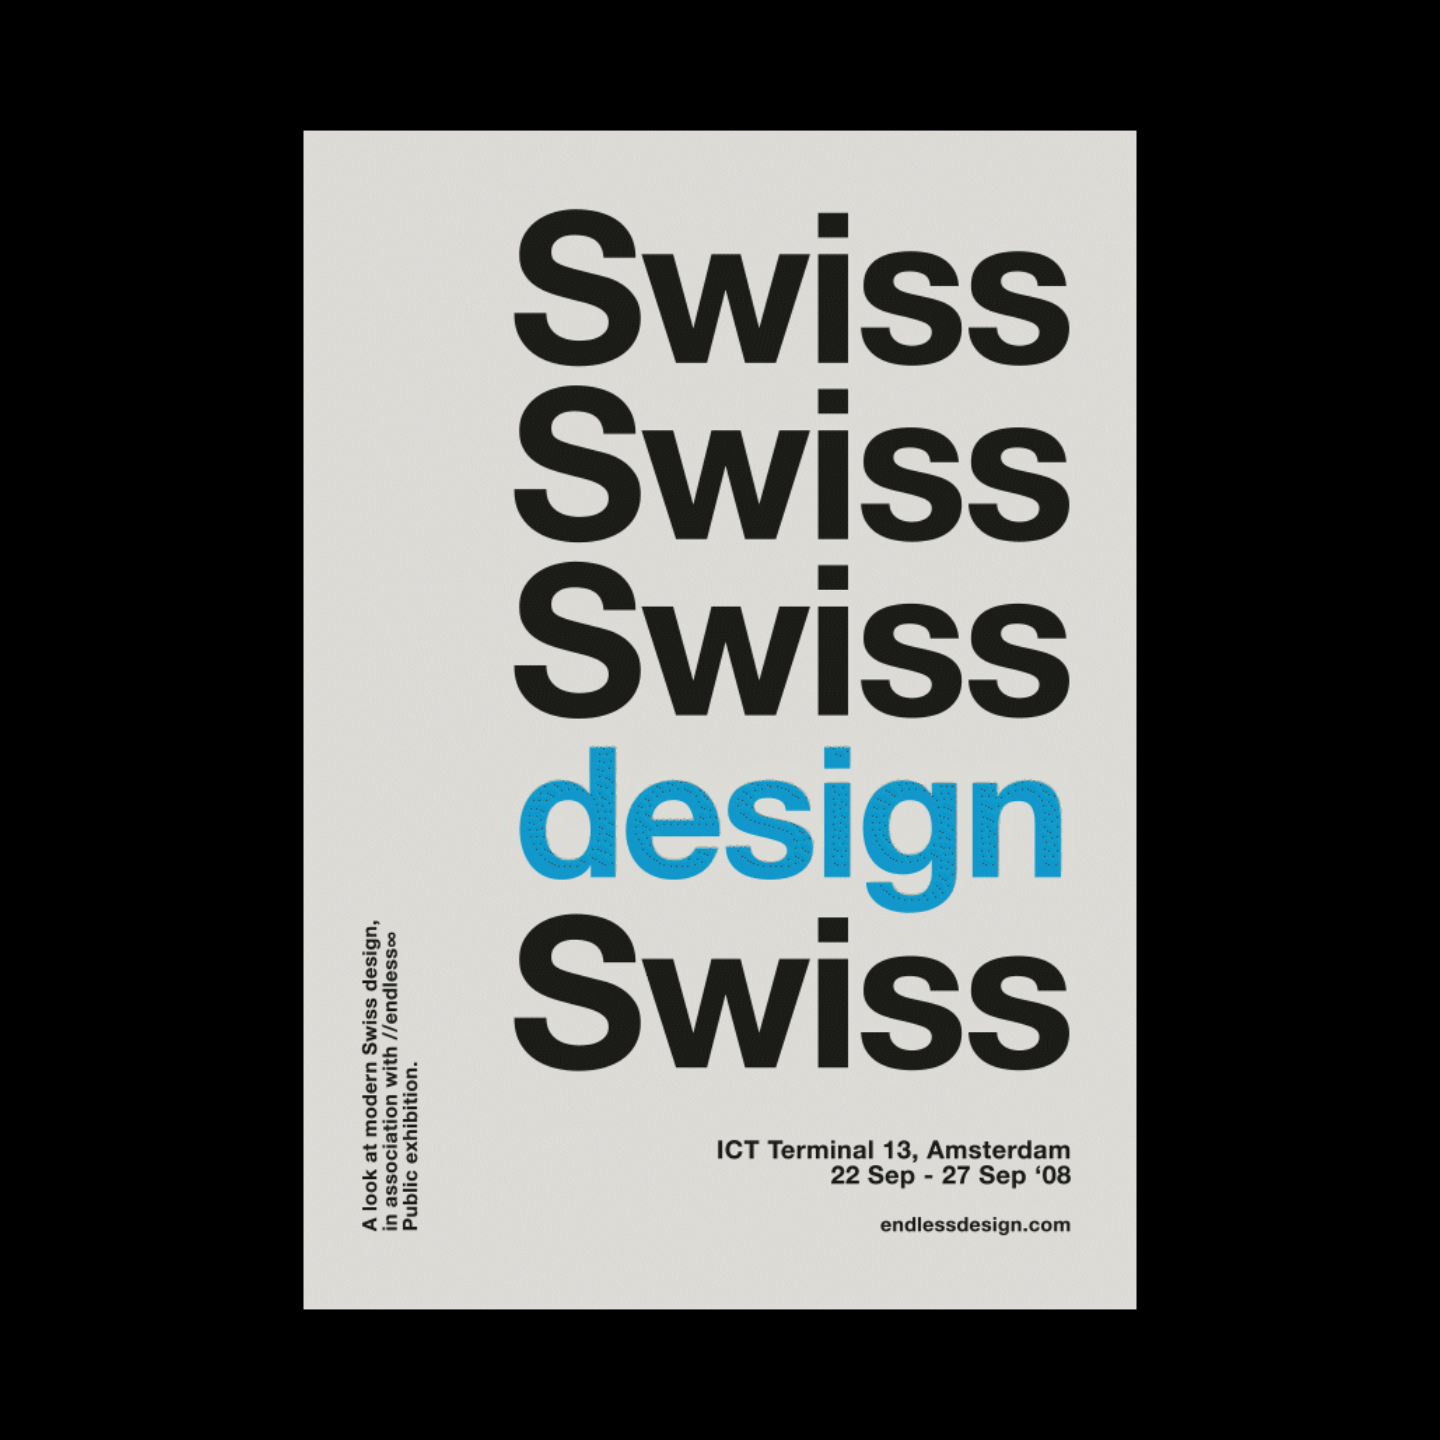 Swiss
Swiss
Swiss
design
Swiss
A look at modern Swiss design,
in association with //endless∞
Public exhibition.
ICT Terminal 13, Amsterdam
22 Sep - 27 Sep ‘08
endlessdesign.com